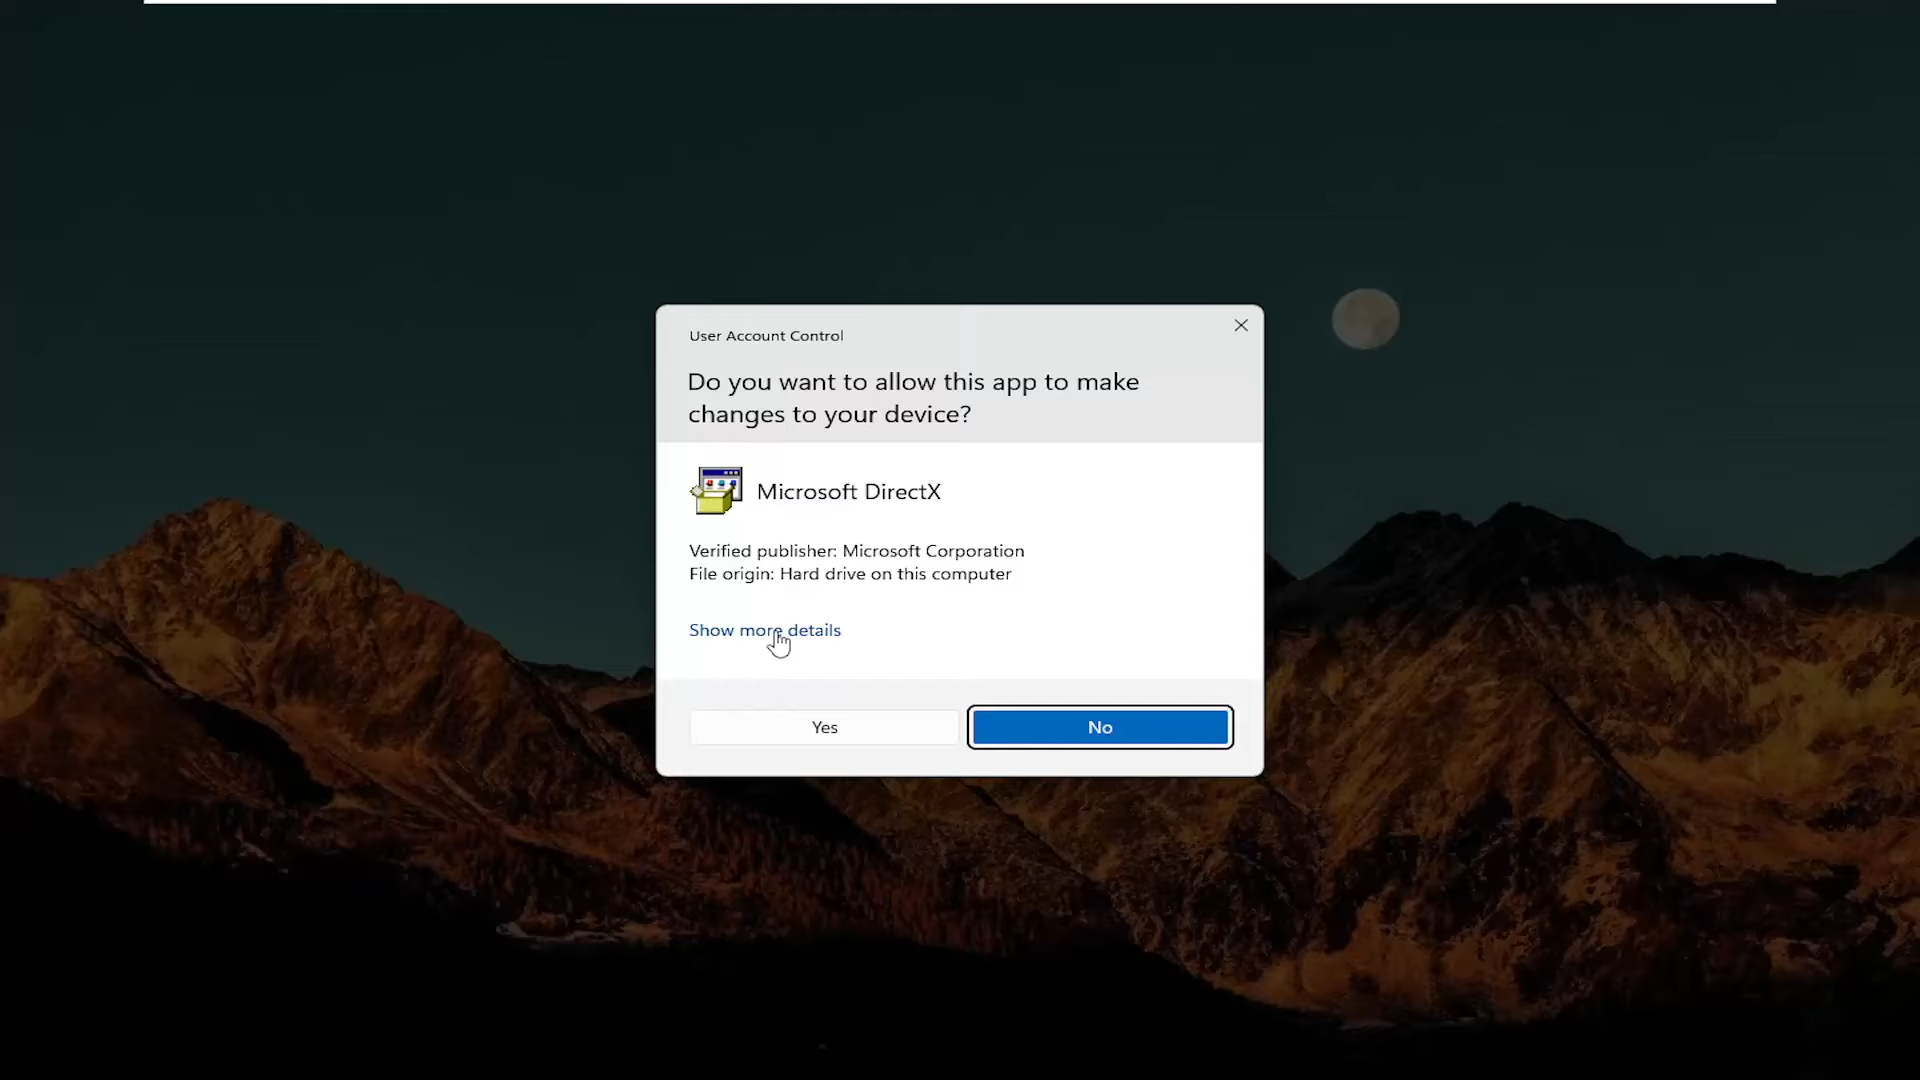 User Account Control
Do you want to allow this app to make
changes to your device?
Microsoft DirectX
Verified publisher: Microsoft Corporation
File origin: Hard drive on this computer
Show more details
Yes
No